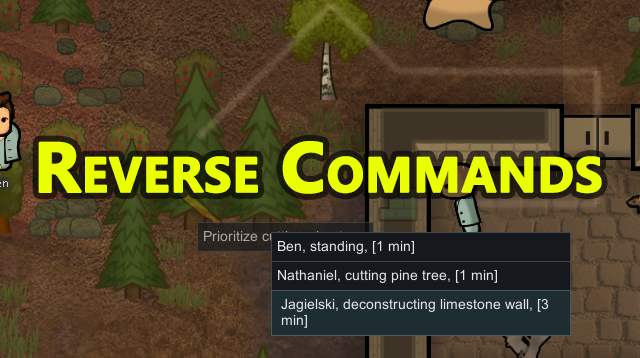 REVERSE COMMANDS
en
Prioritize
Ben, standing, [1 min]
Nathaniel, cutting pine tree, [1 min]
Jagielski, deconstructing limestone wall, [3
min]